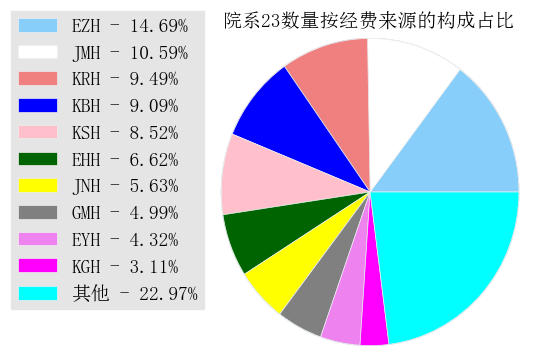 院系23数量按经费来源的构成占比
EZH - 14.69%
JMH - 10.59%
KRH - 9.49%
KBH - 9.09%
KSH - 8.52%
EHH - 6.62%
JNH - 5.63%
GMH - 4.99%
EYH - 4.32%
KGH - 3.11%
其他 - 22.97%